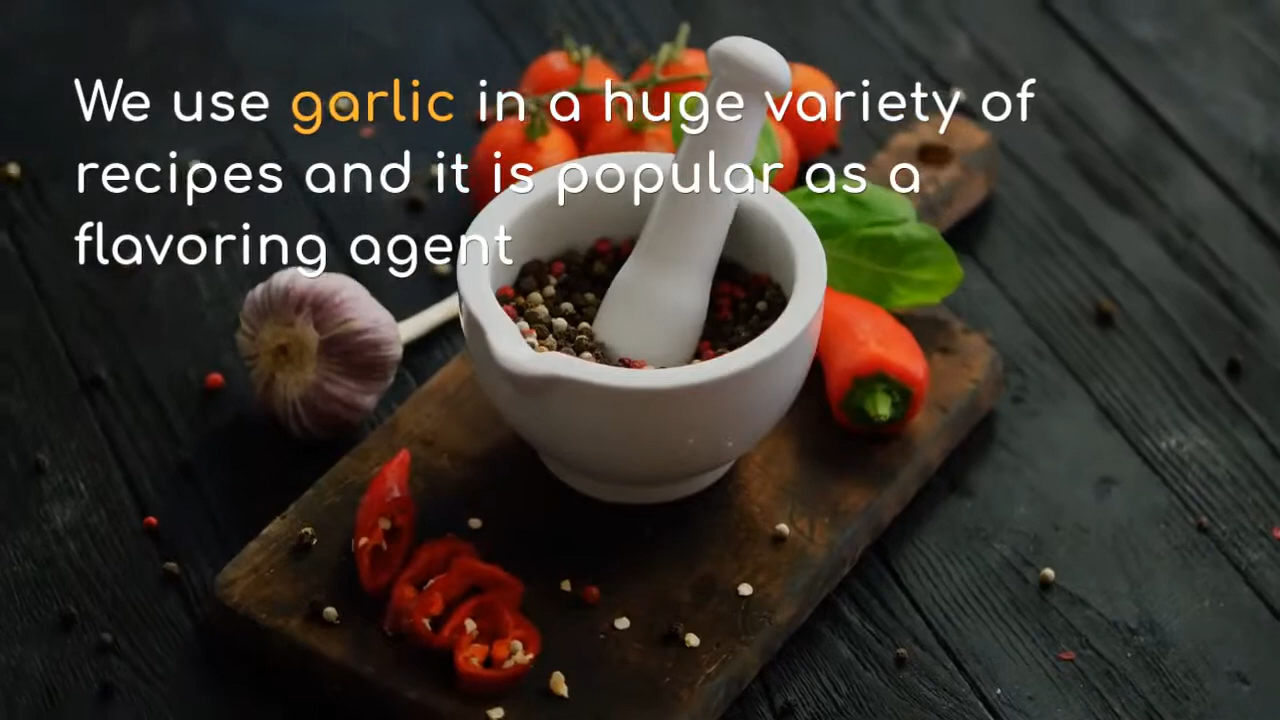 We use garlic in a huge variety of
recipes and it is popular as a
flavoring agent